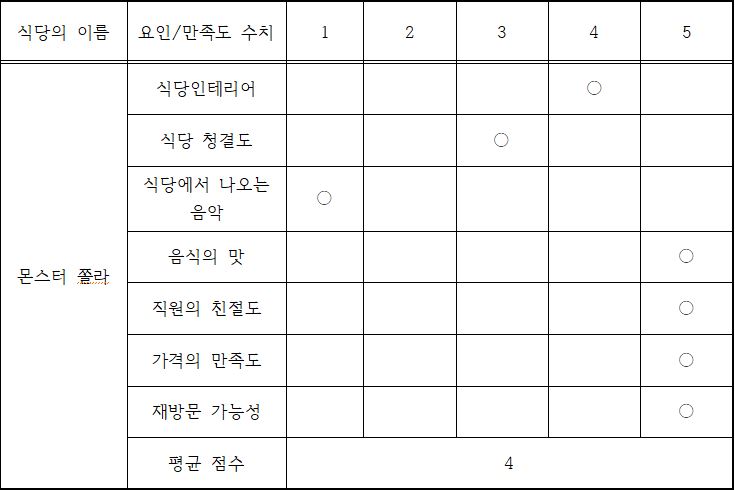 식당의 이름 요인/만족도 수치 1 2 3 4 5
식당인테리어 ○
식당 청결도 ○
식당에서 나오는
음악 ○
음식의 맛 ○
몬스터 쫄라
직원의 친절도 ○
가격의 만족도 ○
재방문 가능성 ○
평균 점수 4